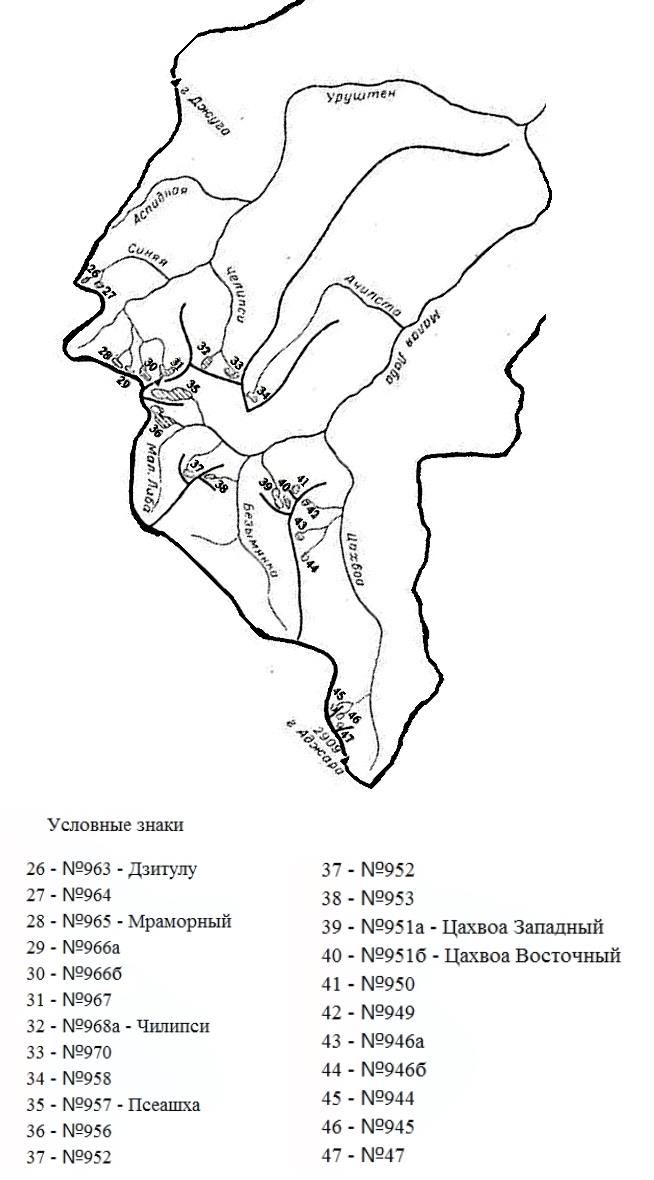 Уруштен
г Джуга
Аспидная
Синяя
Челипси
26
27
Ачипста
Малая Лаба
28
29
30
31
32
33
34
35
36
Мал. Лаба
37
38
39
40
41
42
43
44
Безымянка
Цахвоа
45
46
47
2909
г Аджара
Условные знаки
26 - №963 - Дзитулу
27 - №964
28 - №965 - Мраморный
29 - №966а
30 - №966б
31 - №967
32 - №968а - Чилипси
33 - №970
34 - №958
35 - №957 - Псеашха
36 - №956
37 - №952
37 - №952
38 - №953
39 - №951а - Цахвоа Западный
40 - №951б - Цахвоа Восточный
41 - №950
42 - №949
43 - №946а
44 - №946б
45 - №944
46 - №945
47 - №47